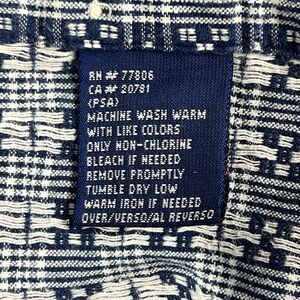 RN# 77806
CA# 20781
(PSA)
MACHINE WASH WARM
WITH LIKE COLORS
ONLY NON-CHLORINE
BLEACH IF NEEDED
REMOVE PROMPTLY
TUMBLE DRY LOW
WARM IRON IF NEEDED
OVER/VERSO/AL REVERSO